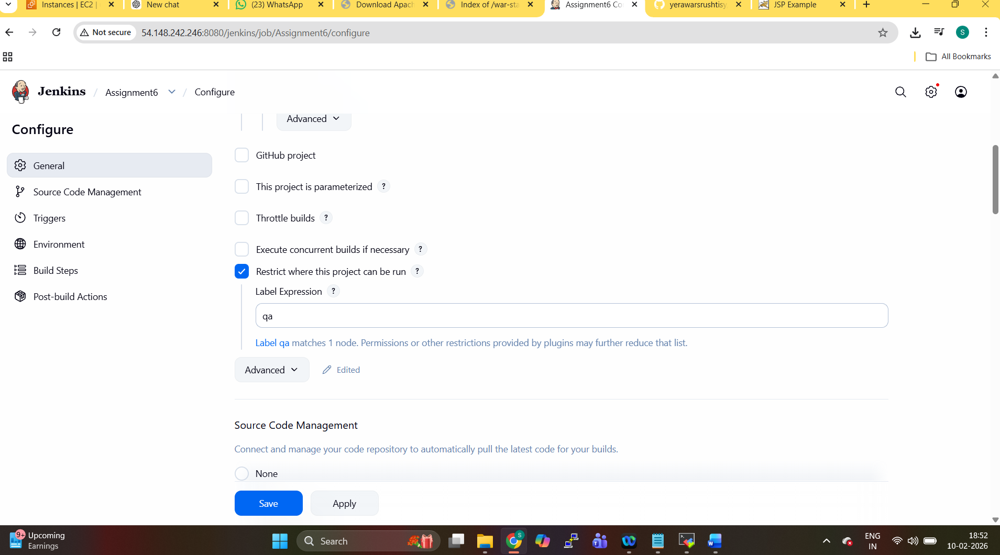 Instances | EC2 |
New chat
(23) WhatsApp
Download Apach
Index of /war-sta
Assignment6 Co
yerawarsrushtisy
JSP Example
Not secure
54.148.242.246:8080/jenkins/job/Assignment6/configure
S
All Bookmarks
Jenkins / Assignment6 / Configure
Configure
General
Source Code Management
Triggers
Environment
Build Steps
Post-build Actions
Advanced
GitHub project
This project is parameterized ?
Throttle builds ?
Execute concurrent builds if necessary ?
Restrict where this project can be run ?
Label Expression ?
qa
Label qa matches 1 node. Permissions or other restrictions provided by plugins may further reduce that list.
Advanced
Edited
Source Code Management
Connect and manage your code repository to automatically pull the latest code for your builds.
None
Save
Apply
9+
Upcoming
Earnings
Search
S
ENG
IN
18:52
10-02-2026